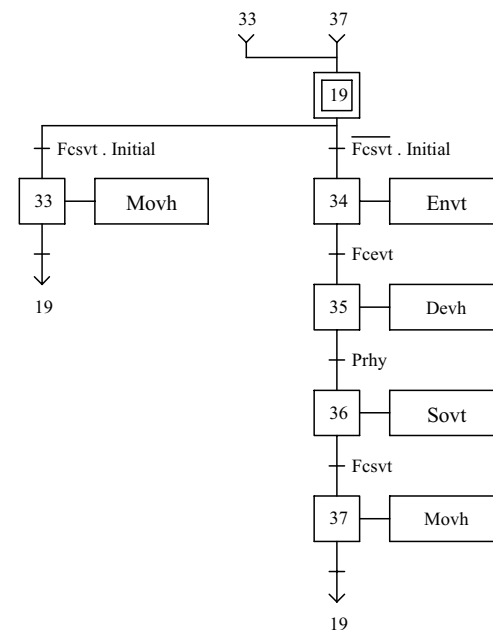 33 37
19
Fcsvt . Initial F̅c̅s̅v̅t̅ . Initial
33 Movh 34 Envt
Fcevt
19 35 Devh
Prhy
36 Sovt
Fcsvt
37 Movh
19